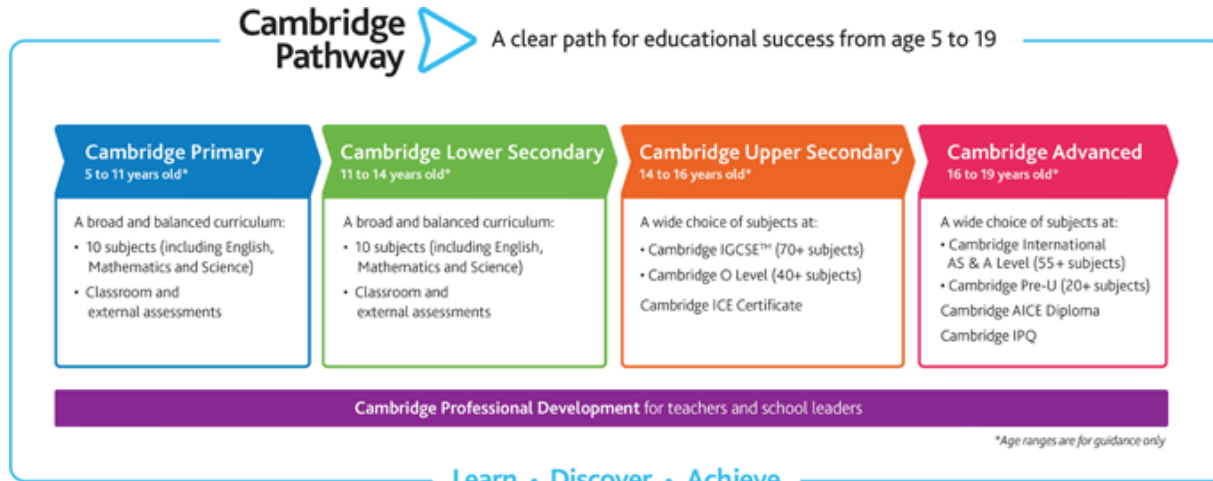 Cambridge
Pathway
A clear path for educational success from age 5 to 19
Cambridge Primary
5 to 11 years old*
A broad and balanced curriculum:
• 10 subjects (including English,
Mathematics and Science)
• Classroom and
external assessments
Cambridge Lower Secondary
11 to 14 years old*
A broad and balanced curriculum:
• 10 subjects (including English,
Mathematics and Science)
• Classroom and
external assessments
Cambridge Upper Secondary
14 to 16 years old*
A wide choice of subjects at:
• Cambridge IGCSE™ (70+ subjects)
• Cambridge O Level (40+ subjects)
Cambridge ICE Certificate
Cambridge Advanced
16 to 19 years old*
A wide choice of subjects at:
• Cambridge International
AS & A Level (55+ subjects)
• Cambridge Pre-U (20+ subjects)
Cambridge AICE Diploma
Cambridge IPQ
Cambridge Professional Development for teachers and school leaders
*Age ranges are for guidance only
Learn • Discover • Achieve